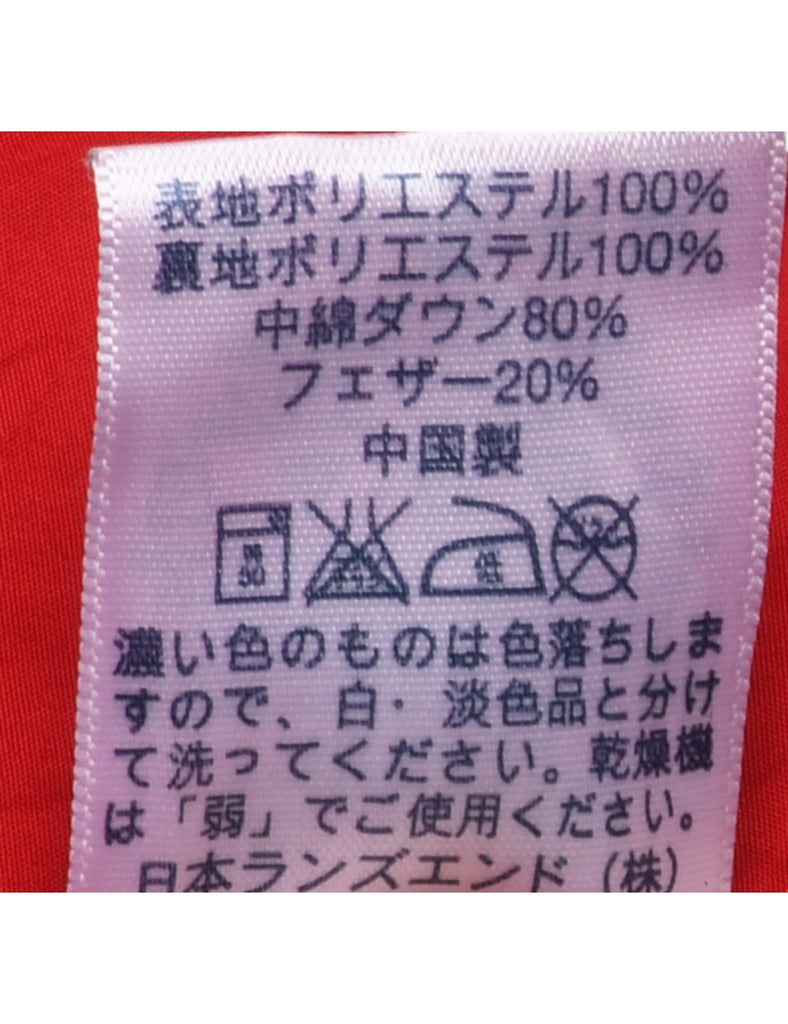 表地ポリエステル100%
裏地ポリエステル100%
中綿ダウン80%
フェザー20%
中国製
低
濃い色のものは色落ちしま
すので、白・淡色品と分け
て洗ってください。乾燥機
は「弱」でご使用ください。
日本ランズエンド(株)